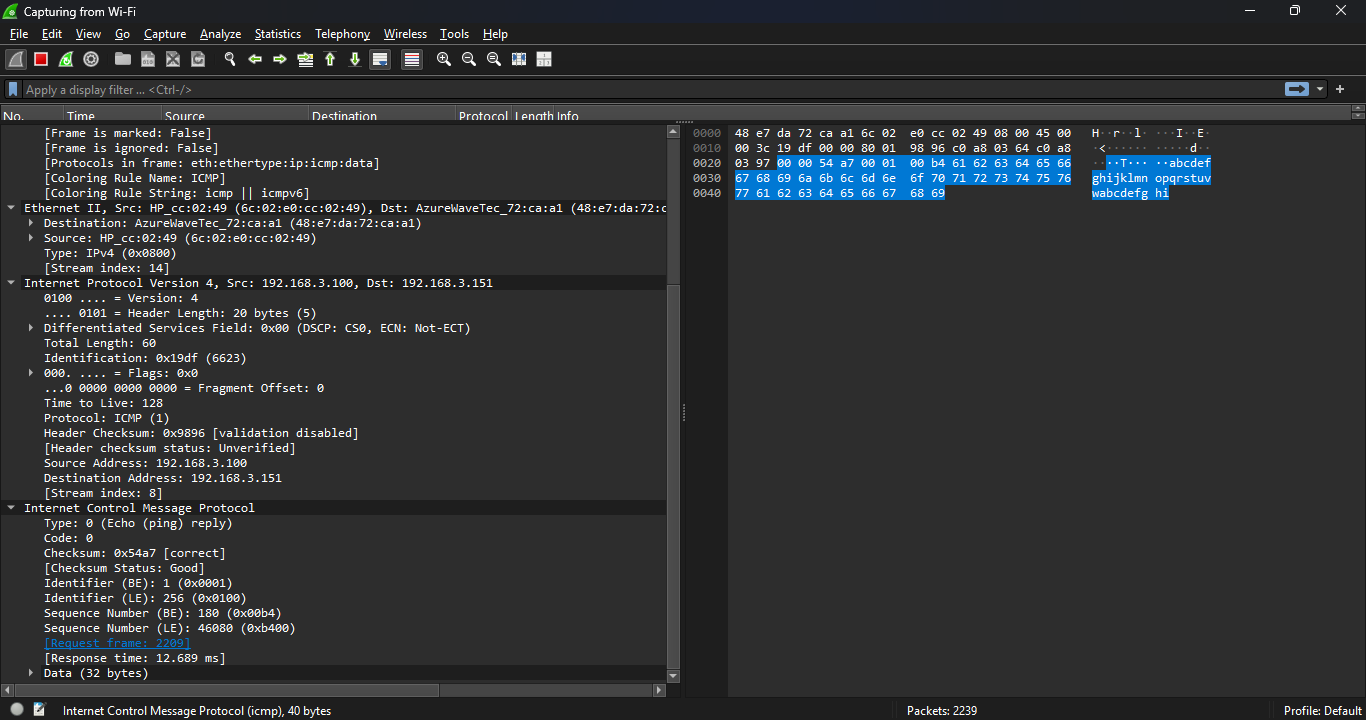 Capturing from Wi-Fi
File Edit View Go Capture Analyze Statistics Telephony Wireless Tools Help
Apply a display filter ... <Ctrl-/>
No. Time Source Destination Protocol Length Info
[Frame is marked: False]
[Frame is ignored: False]
[Protocols in frame: eth:ethertype:ip:icmp:data]
[Coloring Rule Name: ICMP]
[Coloring Rule String: icmp || icmpv6]
Ethernet II, Src: HP_cc:02:49 (6c:02:e0:cc:02:49), Dst: AzureWaveTec_72:ca:a1 (48:e7:da:72:c
Destination: AzureWaveTec_72:ca:a1 (48:e7:da:72:ca:a1)
Source: HP_cc:02:49 (6c:02:e0:cc:02:49)
Type: IPv4 (0x0800)
[Stream index: 14]
Internet Protocol Version 4, Src: 192.168.3.100, Dst: 192.168.3.151
0100 .... = Version: 4
.... 0101 = Header Length: 20 bytes (5)
Differentiated Services Field: 0x00 (DSCP: CS0, ECN: Not-ECT)
Total Length: 60
Identification: 0x19df (6623)
000. .... = Flags: 0x0
...0 0000 0000 0000 = Fragment Offset: 0
Time to Live: 128
Protocol: ICMP (1)
Header Checksum: 0x9896 [validation disabled]
[Header checksum status: Unverified]
Source Address: 192.168.3.100
Destination Address: 192.168.3.151
[Stream index: 8]
Internet Control Message Protocol
Type: 0 (Echo (ping) reply)
Code: 0
Checksum: 0x54a7 [correct]
[Checksum Status: Good]
Identifier (BE): 1 (0x0001)
Identifier (LE): 256 (0x0100)
Sequence Number (BE): 180 (0x00b4)
Sequence Number (LE): 46080 (0xb400)
[Request frame: 2209]
[Response time: 12.689 ms]
Data (32 bytes)
0000 48 e7 da 72 ca a1 6c 02 e0 cc 02 49 08 00 45 00 H··r··l· ···I··E·
0010 00 3c 19 df 00 00 80 01 98 96 c0 a8 03 64 c0 a8 ·<······ ·····d··
0020 03 97 00 00 54 a7 00 01 00 b4 61 62 63 64 65 66 ····T··· ··abcdef
0030 67 68 69 6a 6b 6c 6d 6e 6f 70 71 72 73 74 75 76 ghijklmn opqrstuv
0040 77 61 62 63 64 65 66 67 68 69 wabcdefg hi
Internet Control Message Protocol (icmp), 40 bytes
Packets: 2239
Profile: Default